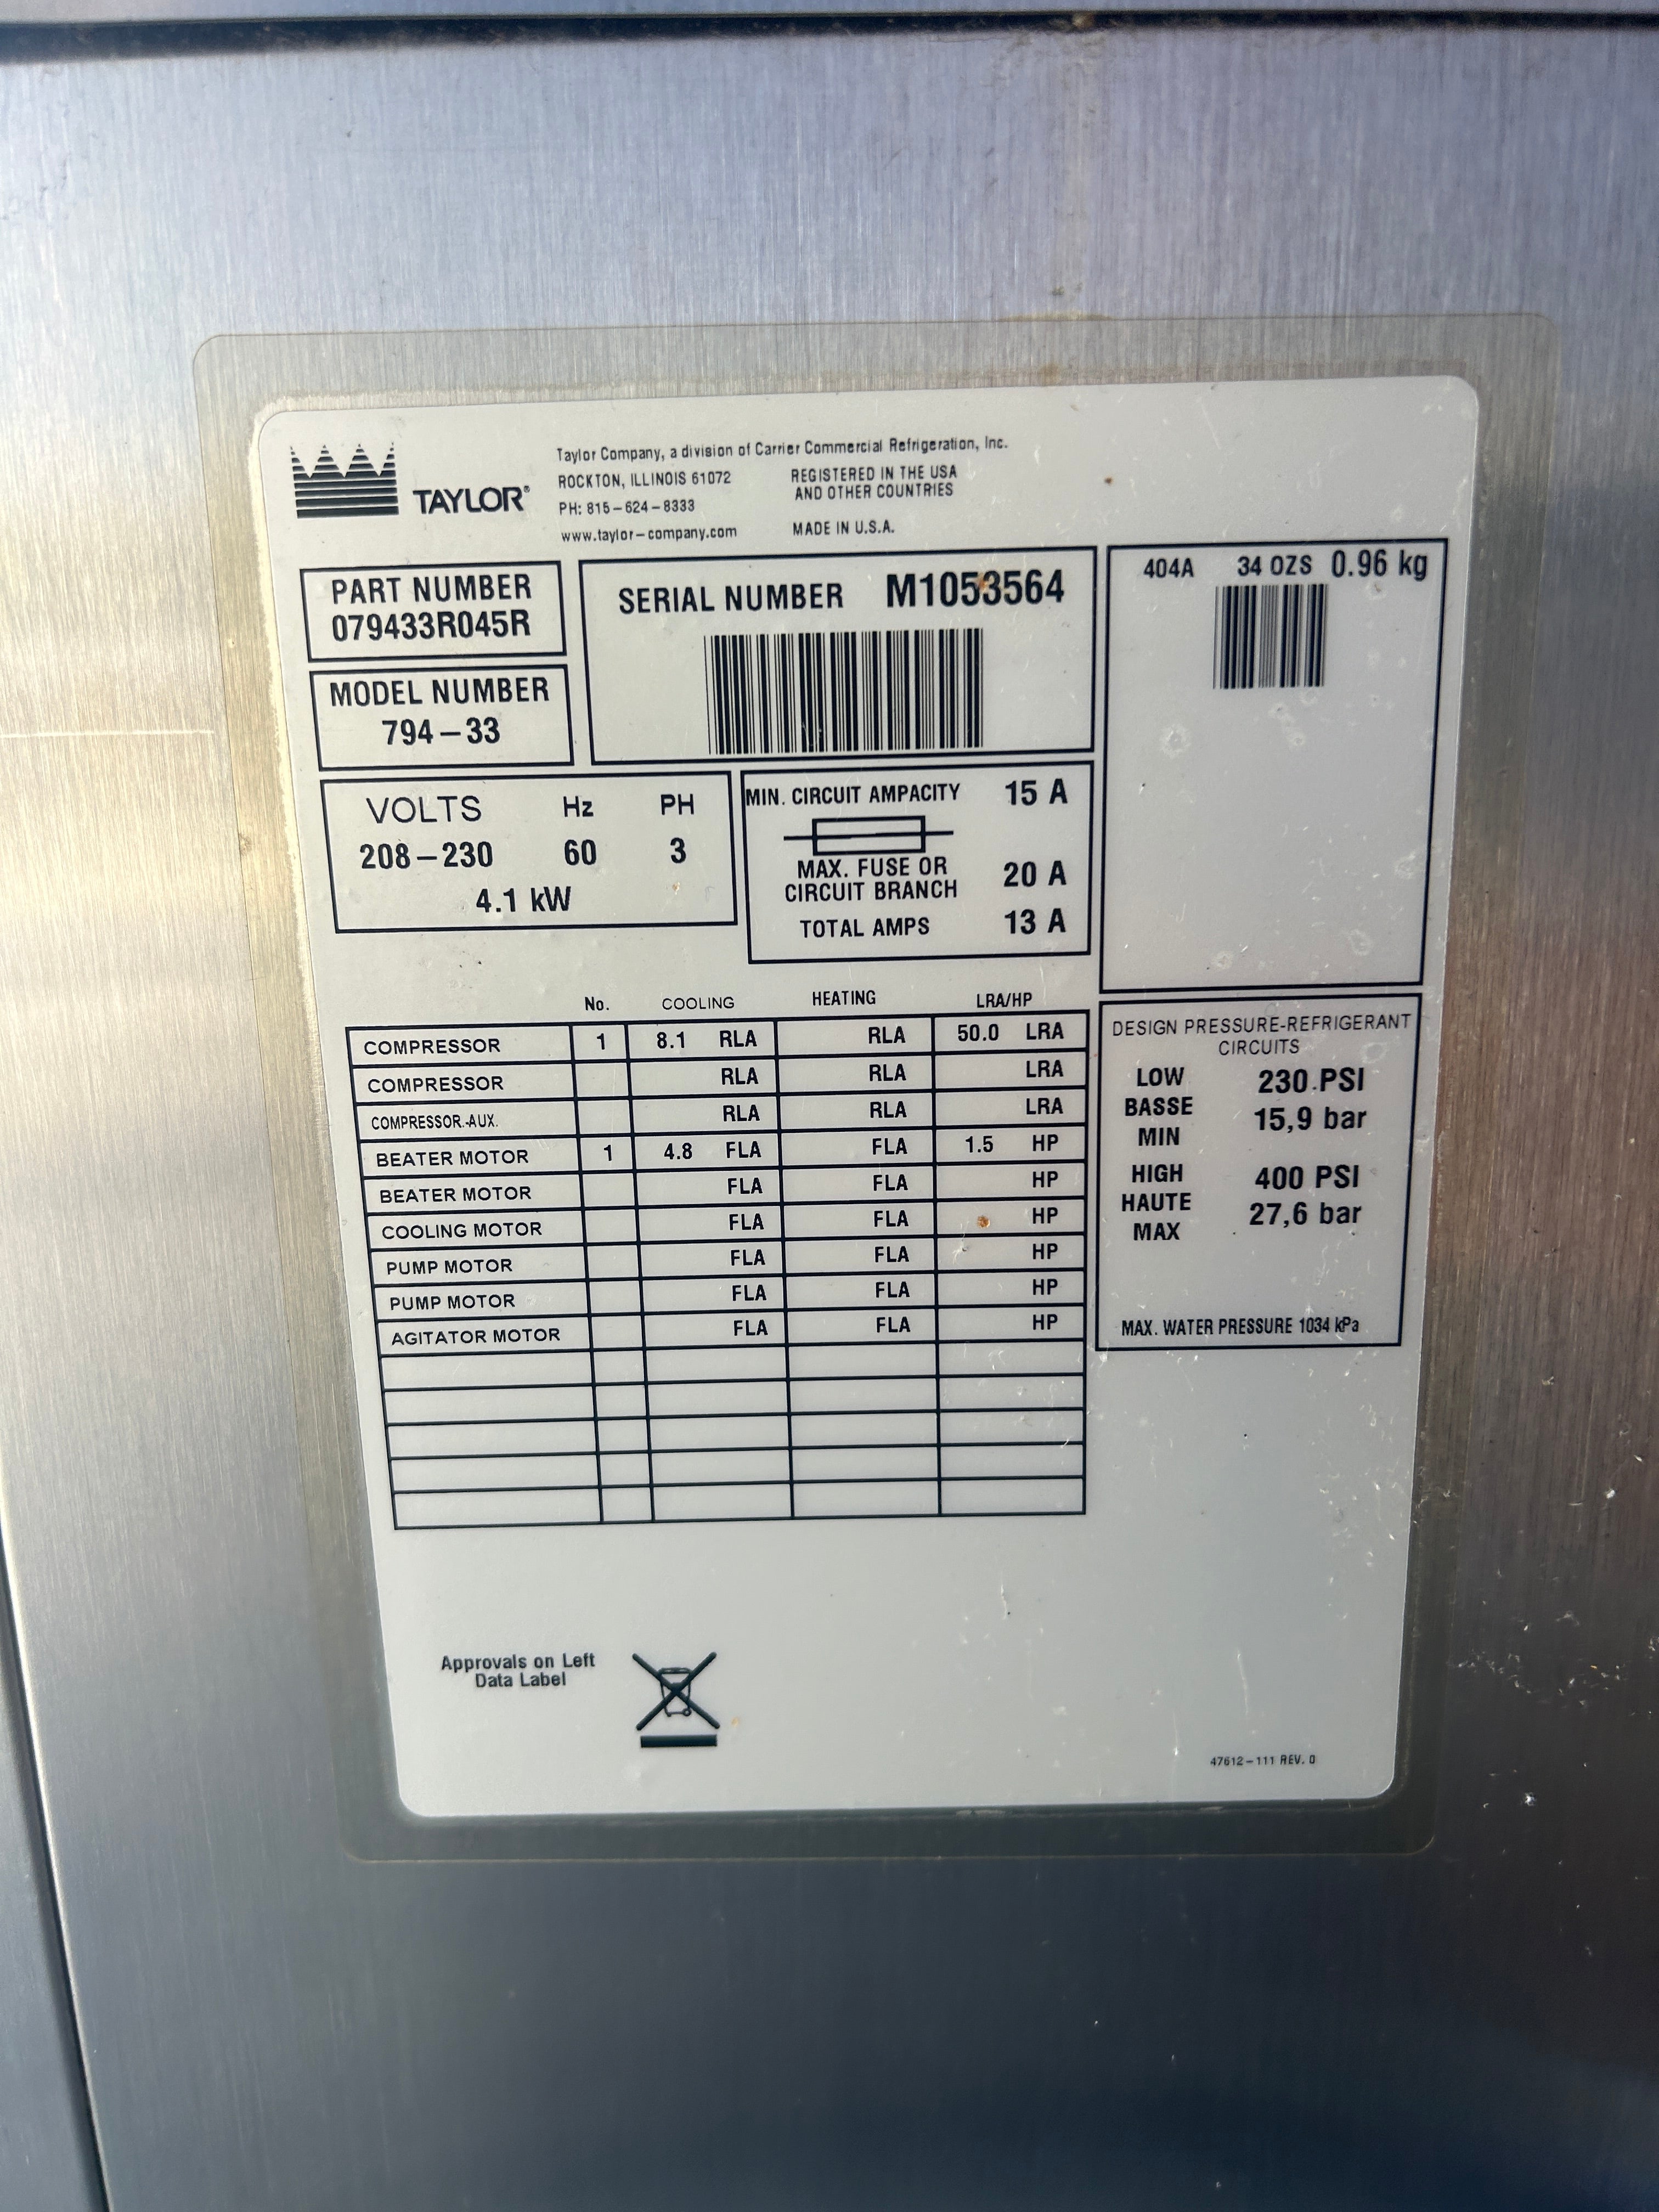 TAYLOR®
Taylor Company, a division of Carrier Commercial Refrigeration, Inc.
ROCKTON, ILLINOIS 61072
PH: 815-624-8333
www.taylor-company.com
REGISTERED IN THE USA
AND OTHER COUNTRIES
MADE IN U.S.A.
PART NUMBER
079433R045R
MODEL NUMBER
794-33
SERIAL NUMBER M1053564
404A 34 OZS 0.96 kg
VOLTS Hz PH
208-230 60 3
4.1 kW
MIN. CIRCUIT AMPACITY 15 A
MAX. FUSE OR
CIRCUIT BRANCH 20 A
TOTAL AMPS 13 A
No. COOLING HEATING LRA/HP
COMPRESSOR 1 8.1 RLA RLA 50.0 LRA
COMPRESSOR RLA RLA LRA
COMPRESSOR.-AUX. RLA RLA LRA
BEATER MOTOR 1 4.8 FLA FLA 1.5 HP
BEATER MOTOR FLA FLA HP
COOLING MOTOR FLA FLA HP
PUMP MOTOR FLA FLA HP
PUMP MOTOR FLA FLA HP
AGITATOR MOTOR FLA FLA HP
DESIGN PRESSURE-REFRIGERANT
CIRCUITS
LOW 230 PSI
BASSE 15,9 bar
MIN
HIGH 400 PSI
HAUTE 27,6 bar
MAX
MAX. WATER PRESSURE 1034 kPa
Approvals on Left
Data Label
47612-111 REV. 0